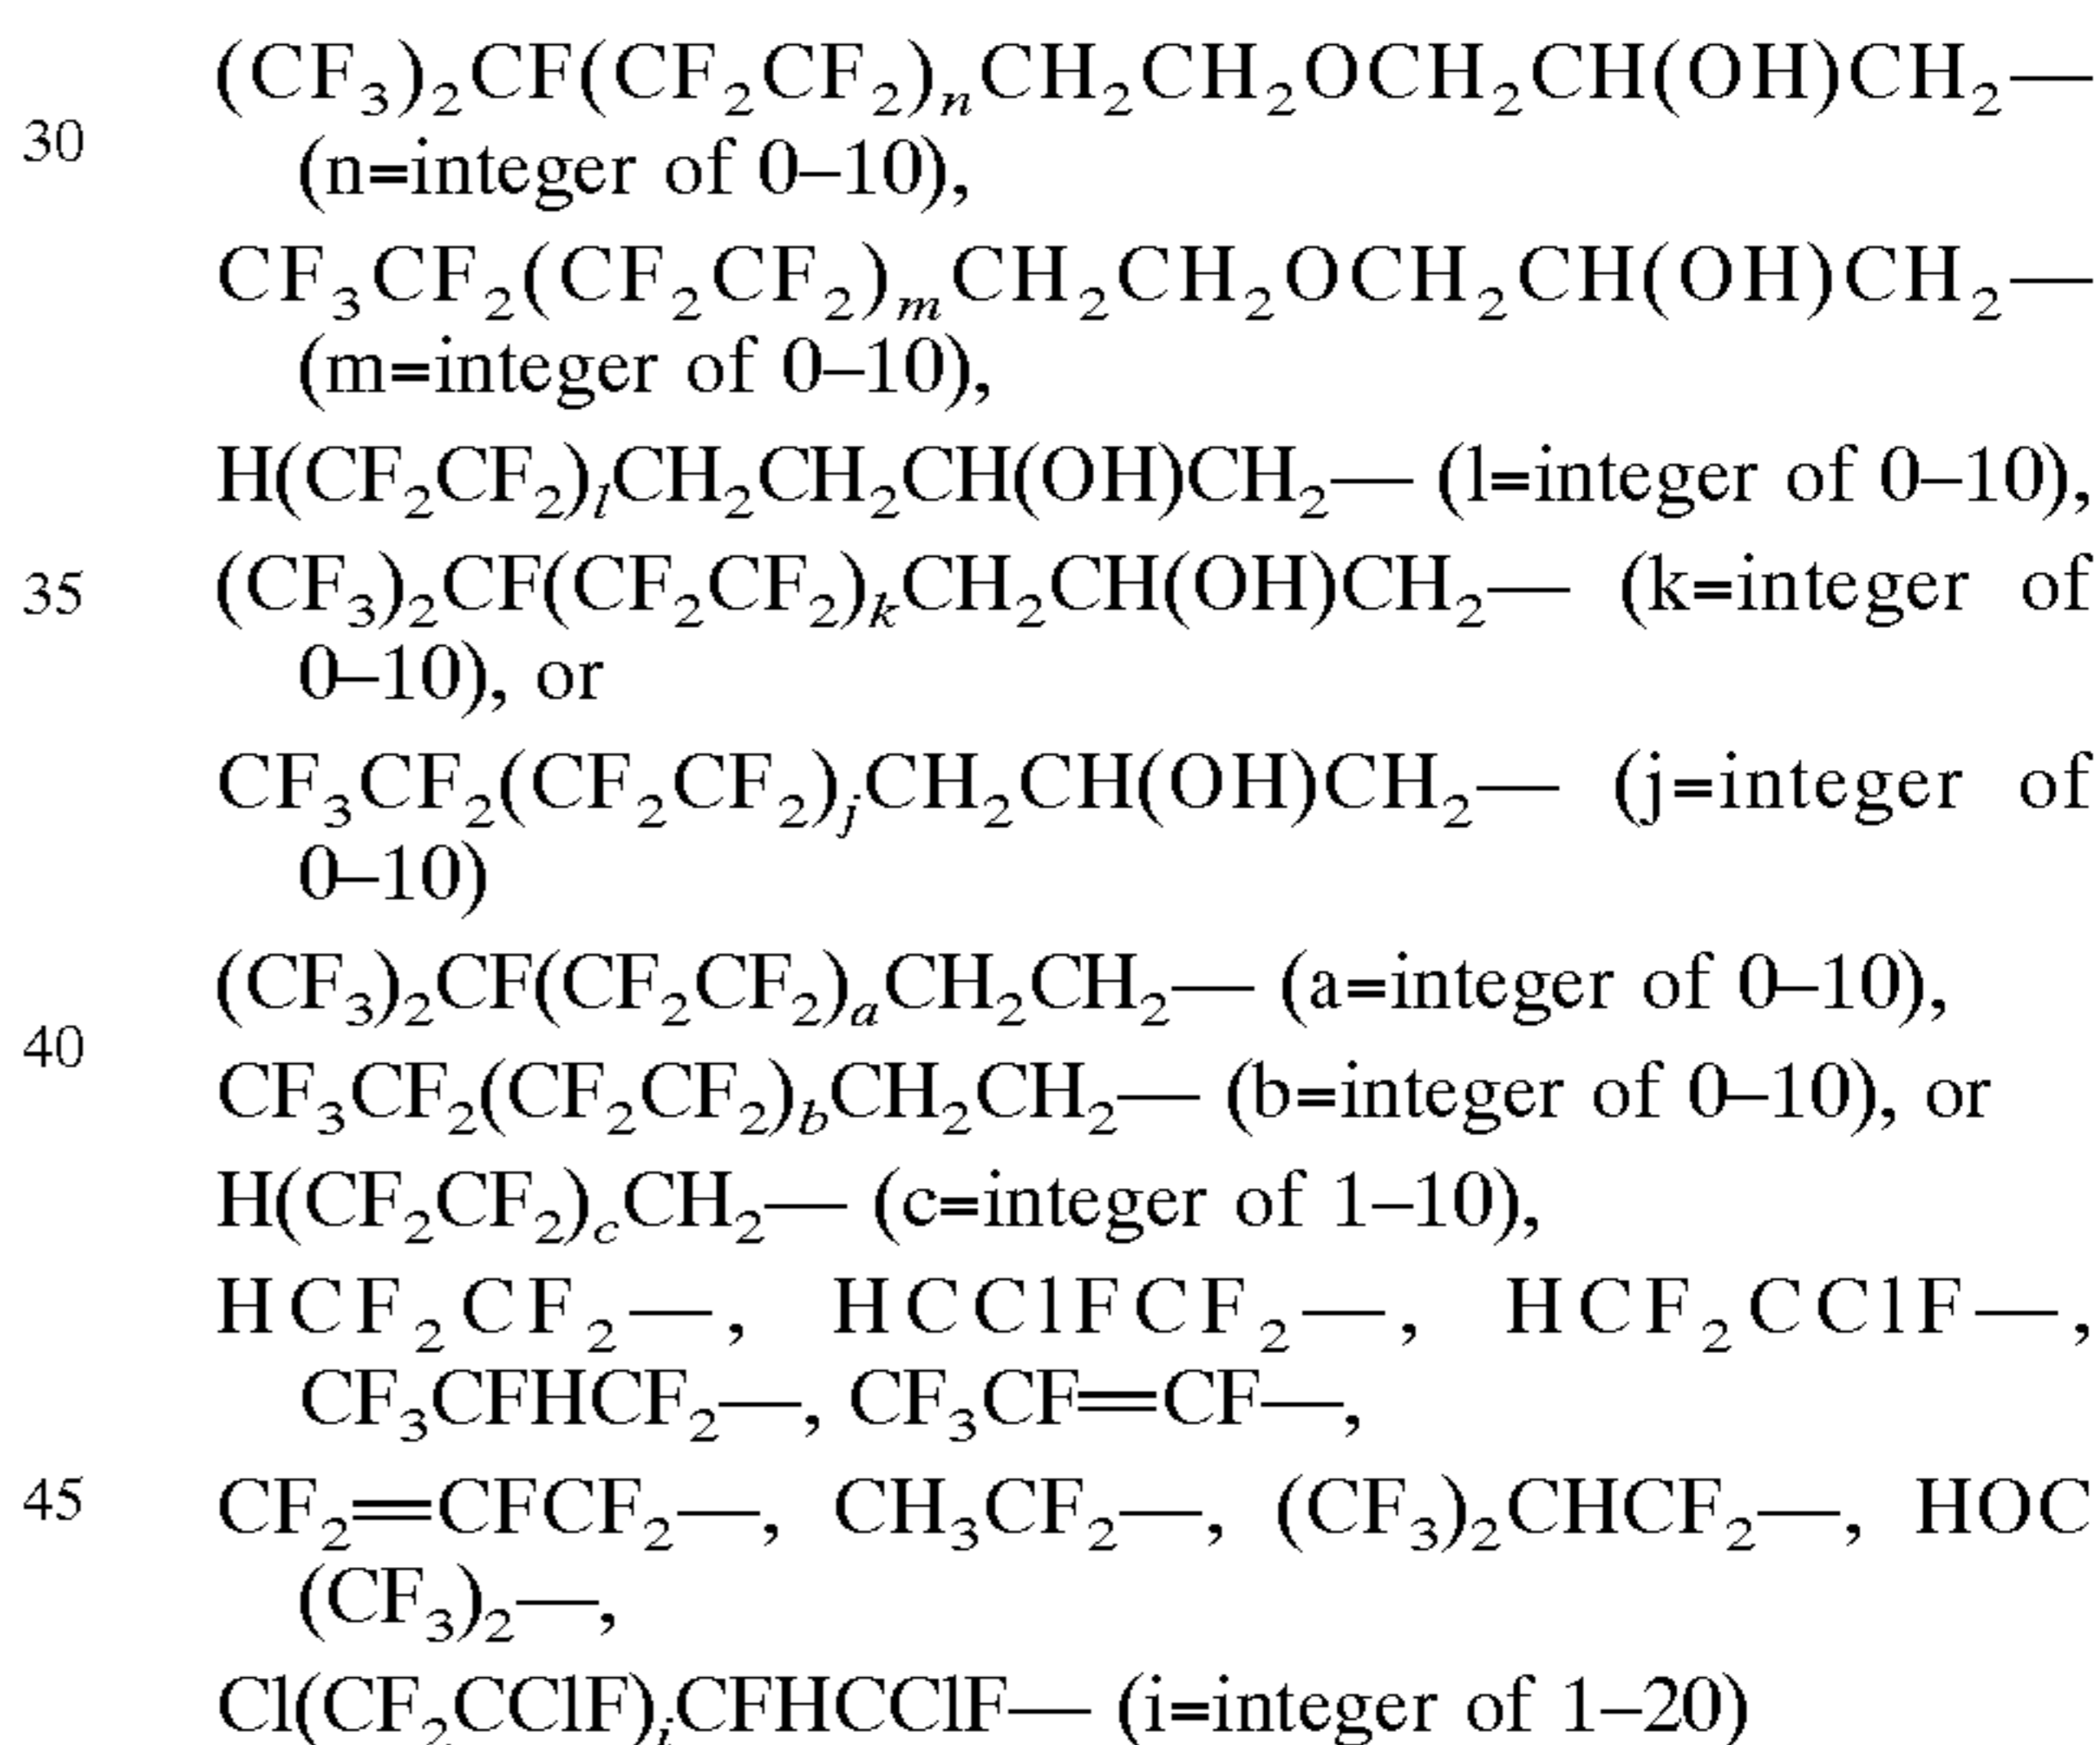 (CF₃)₂CF(CF₂CF₂)ₙCH₂CH₂OCH₂CH(OH)CH₂—
30
(n=integer of 0–10),
CF₃CF₂(CF₂CF₂)ₘCH₂CH₂OCH₂CH(OH)CH₂—
(m=integer of 0–10),
H(CF₂CF₂)ₗCH₂CH₂CH(OH)CH₂— (l=integer of 0–10),
35 (CF₃)₂CF(CF₂CF₂)ₖCH₂CH(OH)CH₂— (k=integer of
0–10), or
CF₃CF₂(CF₂CF₂)ⱼCH₂CH(OH)CH₂— (j=integer of
0–10)
(CF₃)₂CF(CF₂CF₂)ₐCH₂CH₂— (a=integer of 0–10),
40
CF₃CF₂(CF₂CF₂)_bCH₂CH₂— (b=integer of 0–10), or
H(CF₂CF₂)_cCH₂— (c=integer of 1–10),
HCF₂CF₂—, HCClFCF₂—, HCF₂CClF—,
CF₃CFHCF₂—, CF₃CF=CF—,
45 CF₂=CFCF₂—, CH₃CF₂—, (CF₃)₂CHCF₂—, HOC
(CF₃)₂—,
Cl(CF₂CClF)ᵢCFHCClF— (i=integer of 1–20)